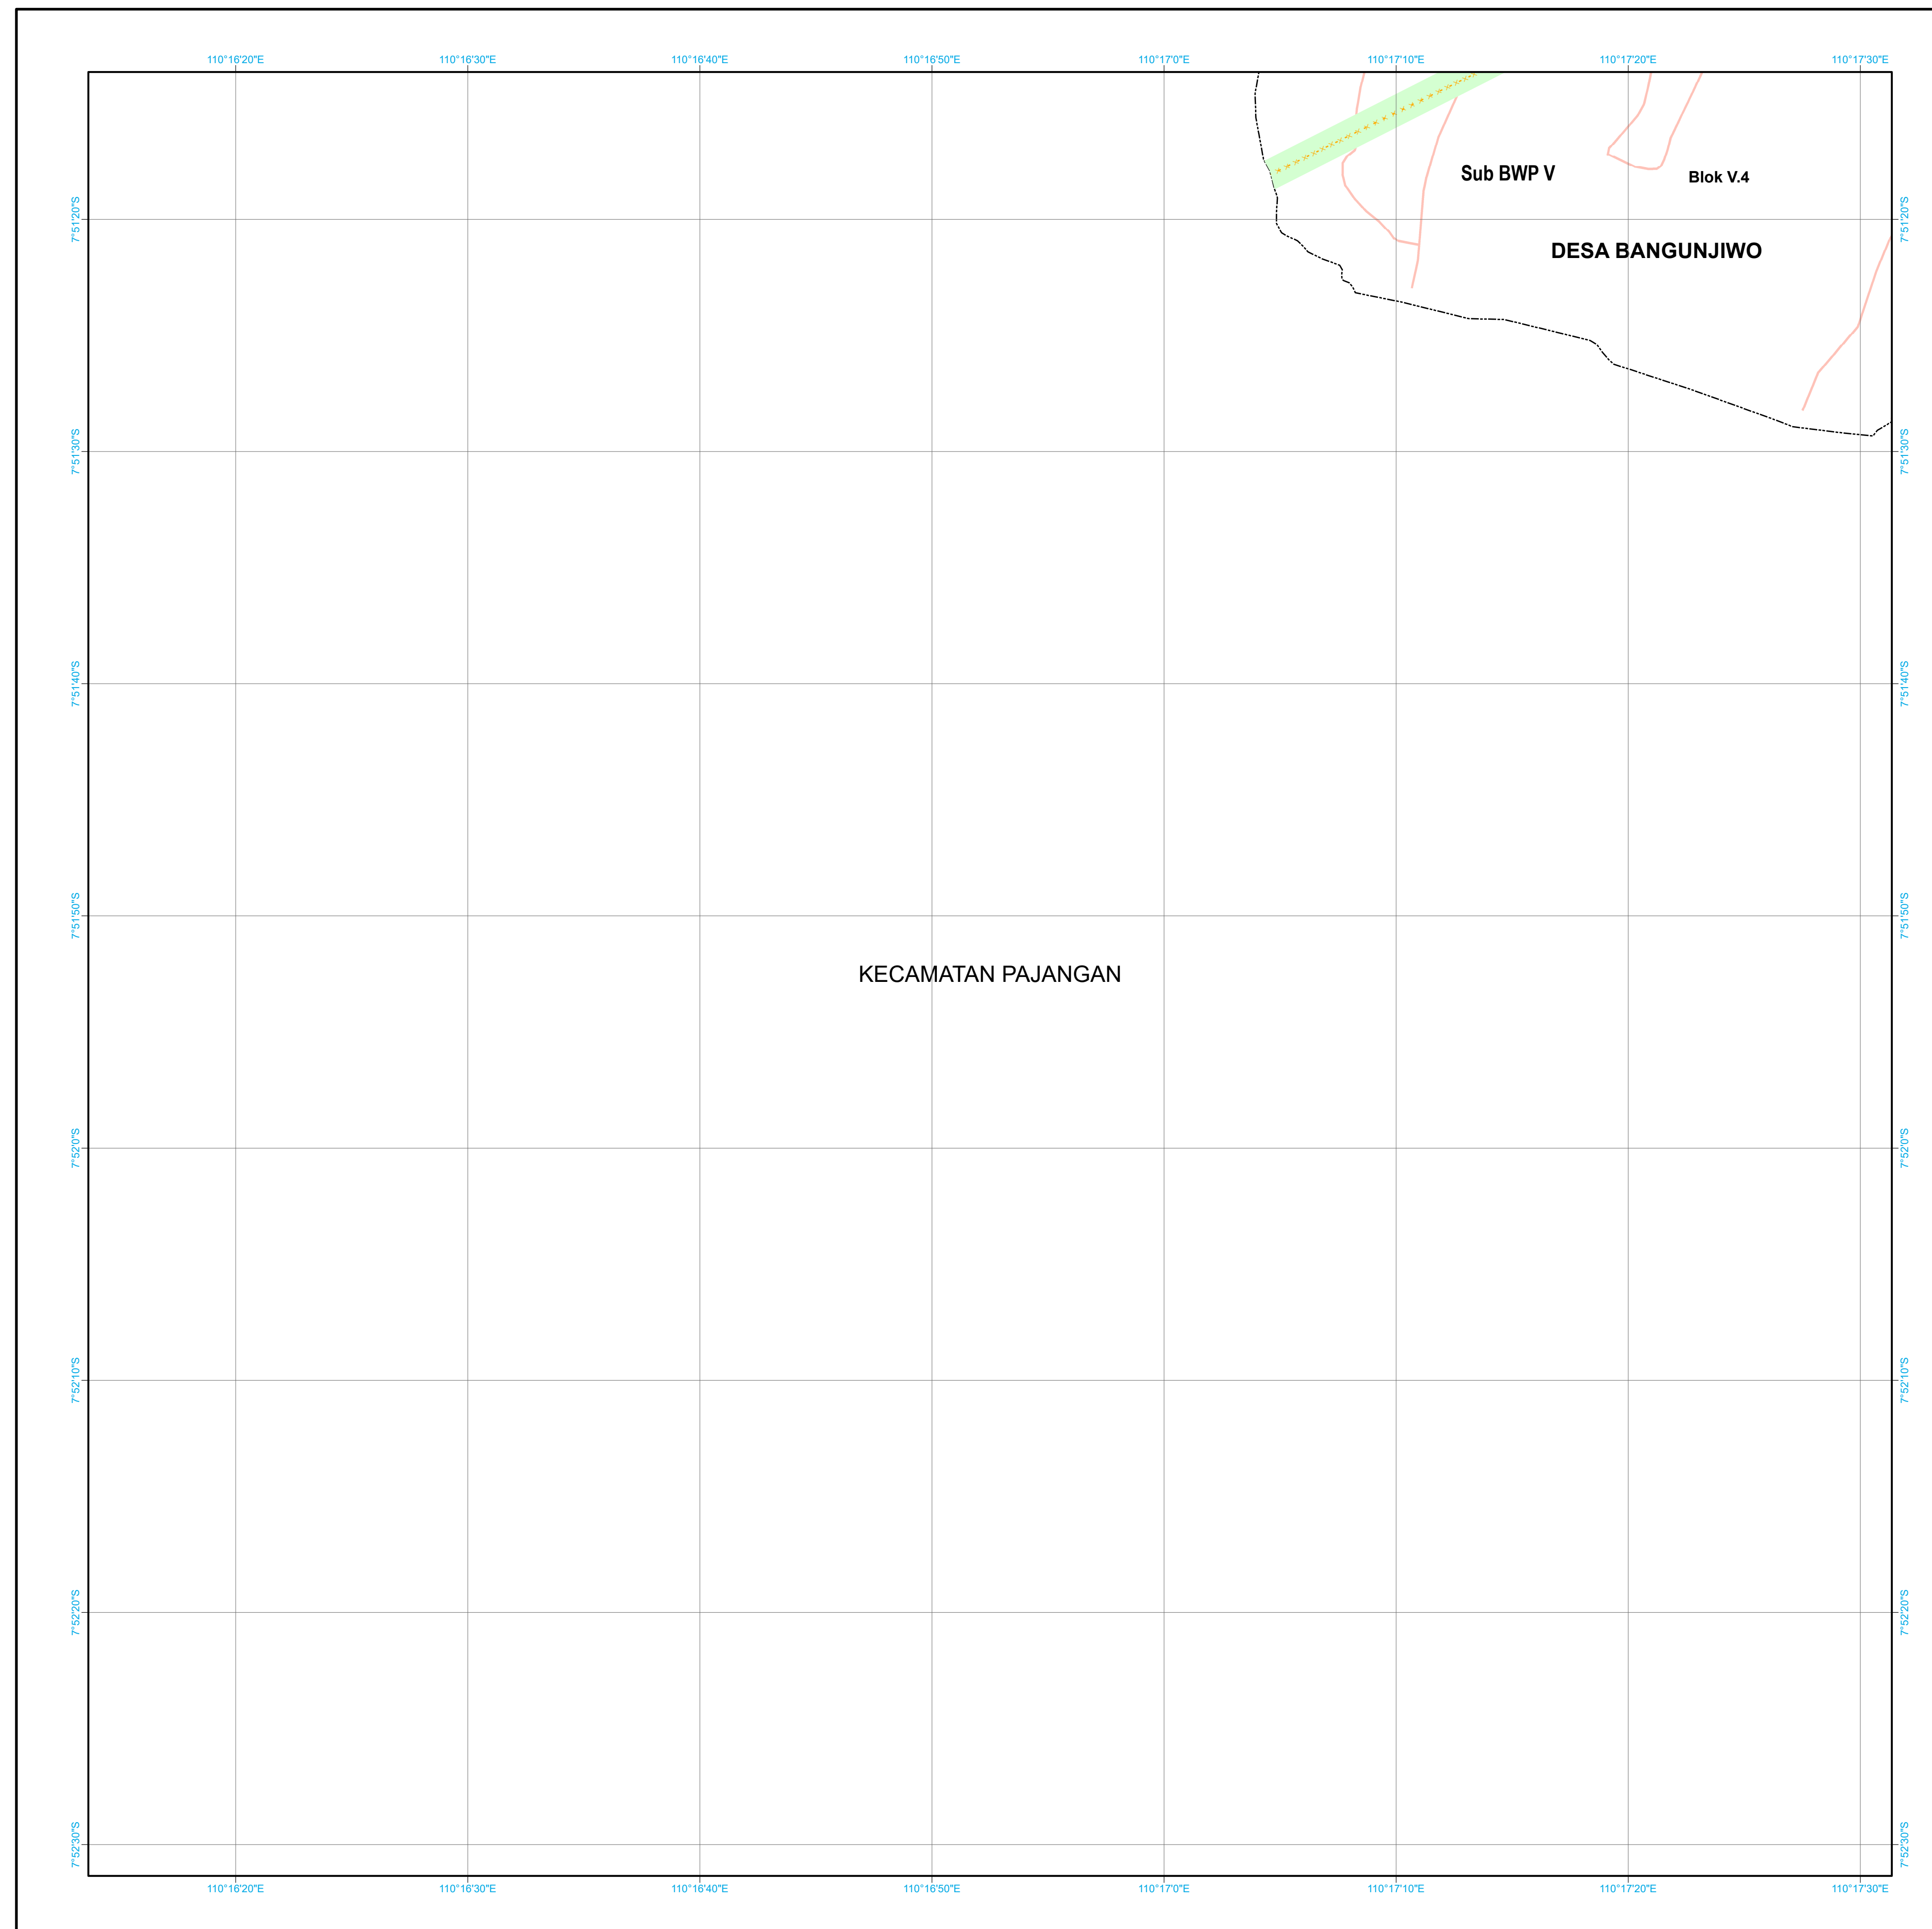 110°16'20"E 110°16'30"E 110°16'40"E 110°16'50"E 110°17'0"E 110°17'10"E 110°17'20"E 110°17'30"E
Sub BWP V
Blok V.4
7°51'20"S 7°51'20"S
DESA BANGUNJIWO
7°51'30"S 7°51'30"S
7°51'40"S 7°51'40"S
7°51'50"S 7°51'50"S
KECAMATAN PAJANGAN
7°52'0"S 7°52'0"S
7°52'10"S 7°52'10"S
7°52'20"S 7°52'20"S
7°52'30"S 7°52'30"S
110°16'20"E 110°16'30"E 110°16'40"E 110°16'50"E 110°17'0"E 110°17'10"E 110°17'20"E 110°17'30"E